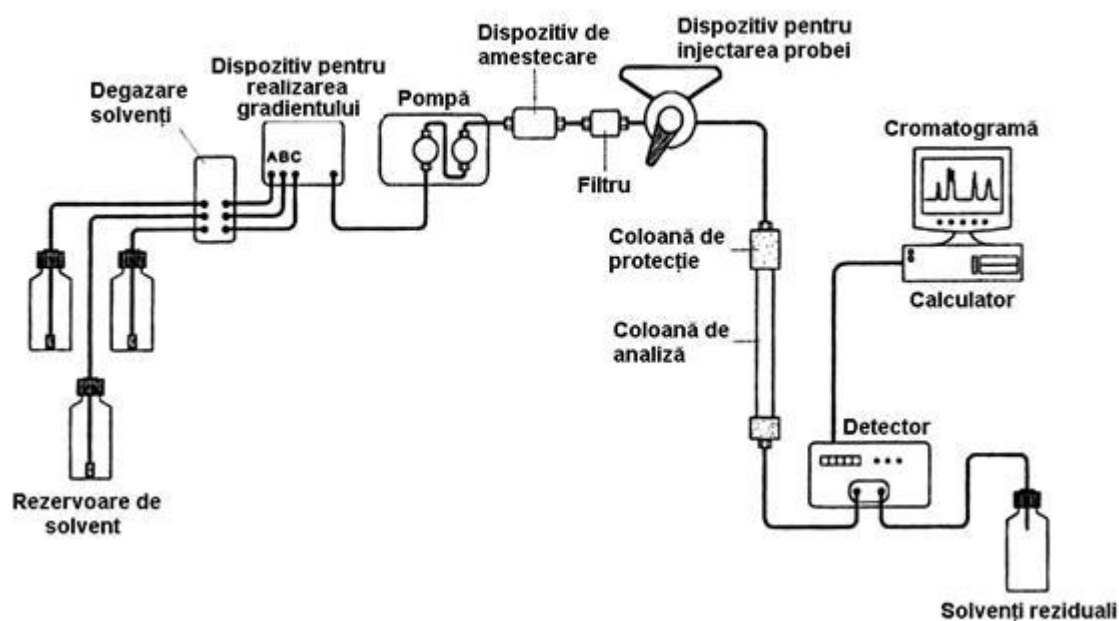 Degazare
solvenți
Dispozitiv pentru
realizarea
gradientului
ABC
Pompă
Dispozitiv de
amestecare
Filtru
Dispozitiv pentru
injectarea probei
Coloană de
protecție
Coloană de
analiză
Cromatogramă
Calculator
Detector
Rezervoare de
solvent
Solvenți reziduali